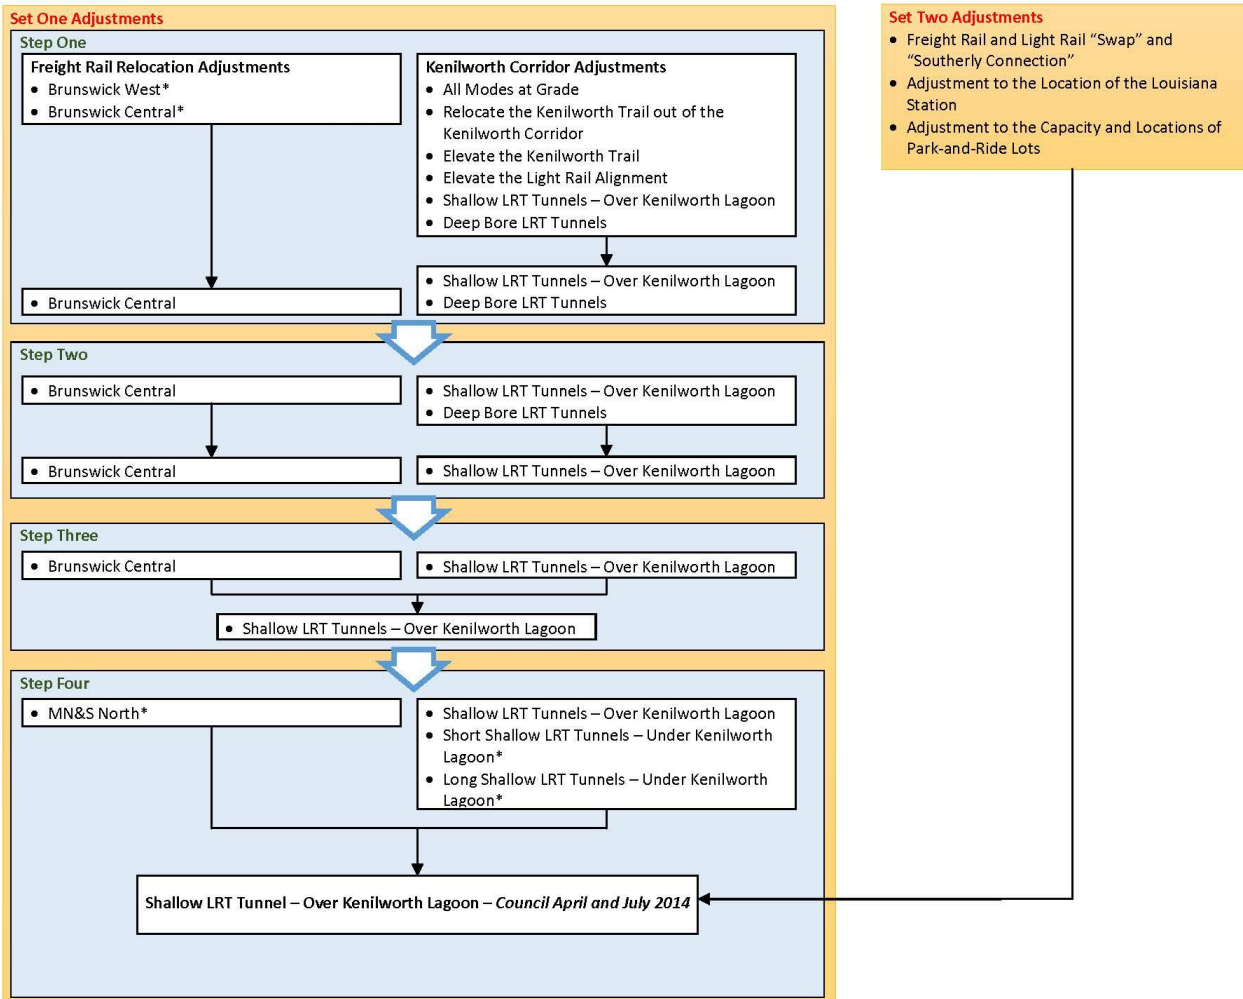 Set One Adjustments
Step One
Freight Rail Relocation Adjustments
• Brunswick West*
• Brunswick Central*
Kenilworth Corridor Adjustments
• All Modes at Grade
• Relocate the Kenilworth Trail out of the
Kenilworth Corridor
• Elevate the Kenilworth Trail
• Elevate the Light Rail Alignment
• Shallow LRT Tunnels – Over Kenilworth Lagoon
• Deep Bore LRT Tunnels
• Brunswick Central
• Shallow LRT Tunnels – Over Kenilworth Lagoon
• Deep Bore LRT Tunnels
Step Two
• Brunswick Central
• Shallow LRT Tunnels – Over Kenilworth Lagoon
• Deep Bore LRT Tunnels
• Brunswick Central
• Shallow LRT Tunnels – Over Kenilworth Lagoon
Step Three
• Brunswick Central
• Shallow LRT Tunnels – Over Kenilworth Lagoon
• Shallow LRT Tunnels – Over Kenilworth Lagoon
Step Four
• MN&S North*
• Shallow LRT Tunnels – Over Kenilworth Lagoon
• Short Shallow LRT Tunnels – Under Kenilworth
Lagoon*
• Long Shallow LRT Tunnels – Under Kenilworth
Lagoon*
Shallow LRT Tunnel – Over Kenilworth Lagoon – Council April and July 2014
Set Two Adjustments
• Freight Rail and Light Rail “Swap” and
“Southerly Connection”
• Adjustment to the Location of the Louisiana
Station
• Adjustment to the Capacity and Locations of
Park-and-Ride Lots